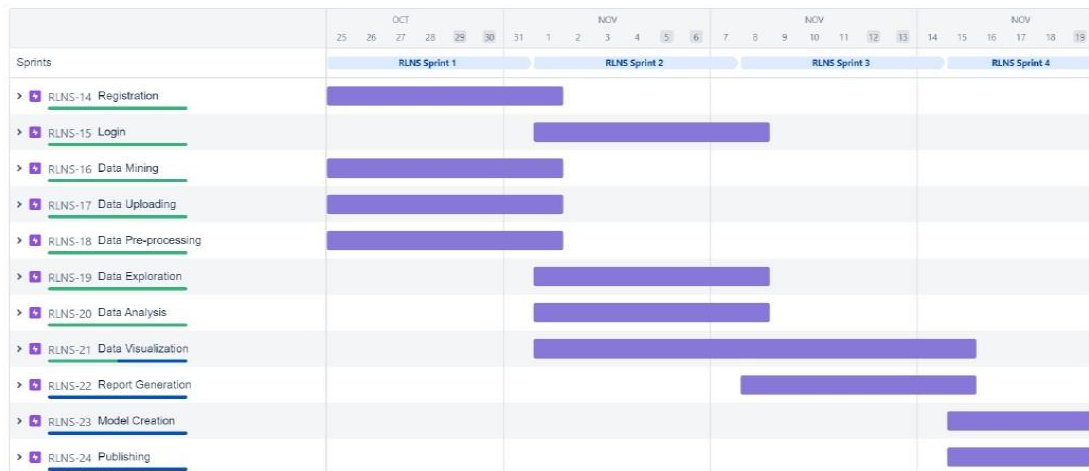 OCT NOV NOV NOV
25 26 27 28 29 30 31 1 2 3 4 5 6 7 8 9 10 11 12 13 14 15 16 17 18 19
Sprints RLNS Sprint 1 RLNS Sprint 2 RLNS Sprint 3 RLNS Sprint 4
RLNS-14 Registration
RLNS-15 Login
RLNS-16 Data Mining
RLNS-17 Data Uploading
RLNS-18 Data Pre-processing
RLNS-19 Data Exploration
RLNS-20 Data Analysis
RLNS-21 Data Visualization
RLNS-22 Report Generation
RLNS-23 Model Creation
RLNS-24 Publishing